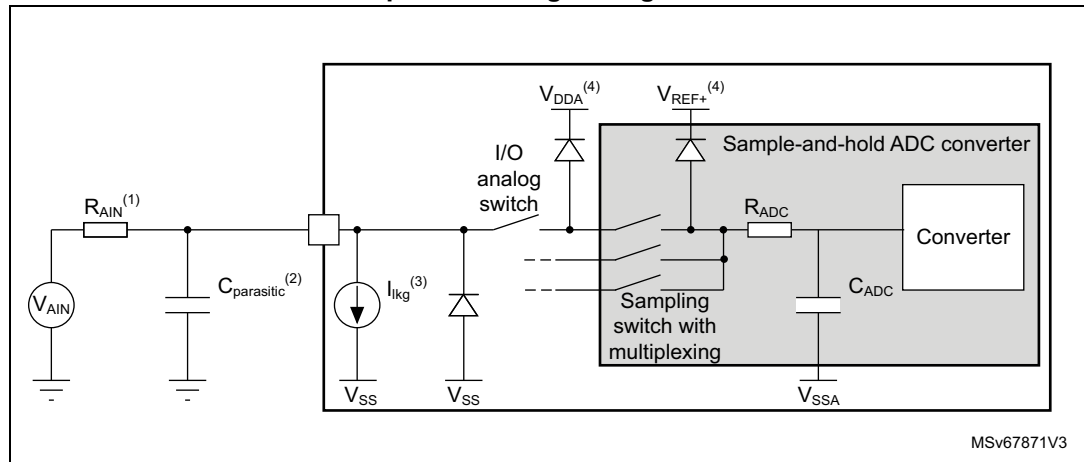 V_DDA^(4)
V_REF+^(4)
Sample-and-hold ADC converter
I/O
analog
switch
R_AIN^(1)
R_ADC
Converter
C_parasitic^(2)
I_lkg^(3)
V_AIN
C_ADC
Sampling
switch with
multiplexing
V_SS
V_SS
V_SSA
MSv67871V3